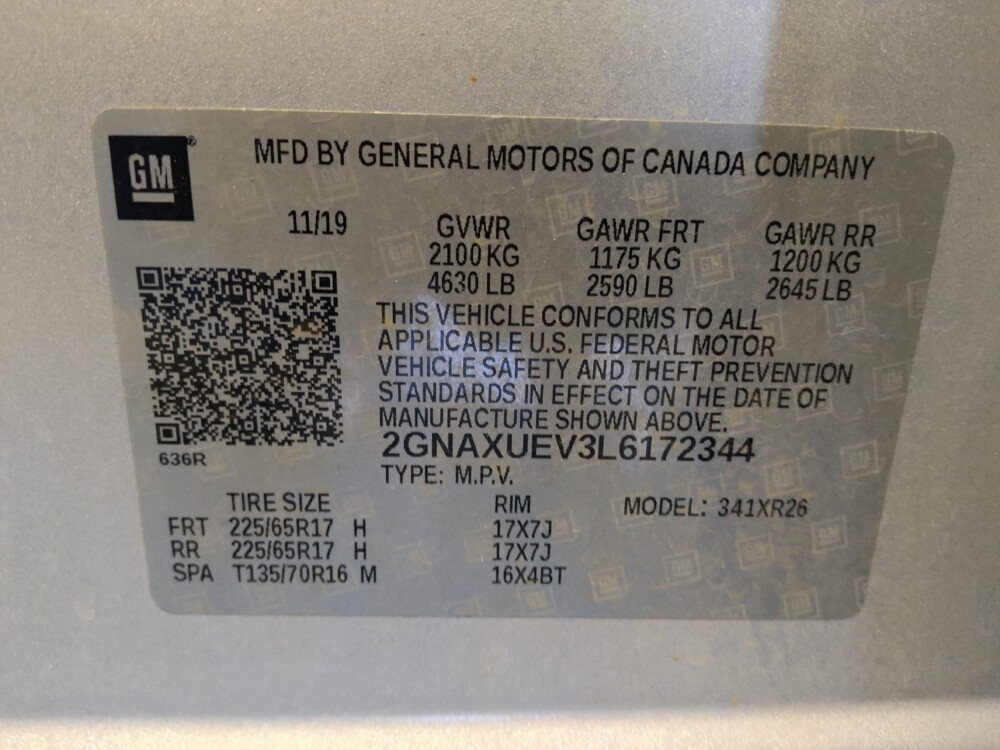 GM
MFD BY GENERAL MOTORS OF CANADA COMPANY
11/19 GVWR GAWR FRT GAWR RR
2100 KG 1175 KG 1200 KG
4630 LB 2590 LB 2645 LB
THIS VEHICLE CONFORMS TO ALL
APPLICABLE U.S. FEDERAL MOTOR
VEHICLE SAFETY AND THEFT PREVENTION
STANDARDS IN EFFECT ON THE DATE OF
MANUFACTURE SHOWN ABOVE.
2GNAXUEV3L6172344
636R
TYPE: M.P.V.
TIRE SIZE RIM MODEL: 341XR26
FRT 225/65R17 H 17X7J
RR 225/65R17 H 17X7J
SPA T135/70R16 M 16X4BT